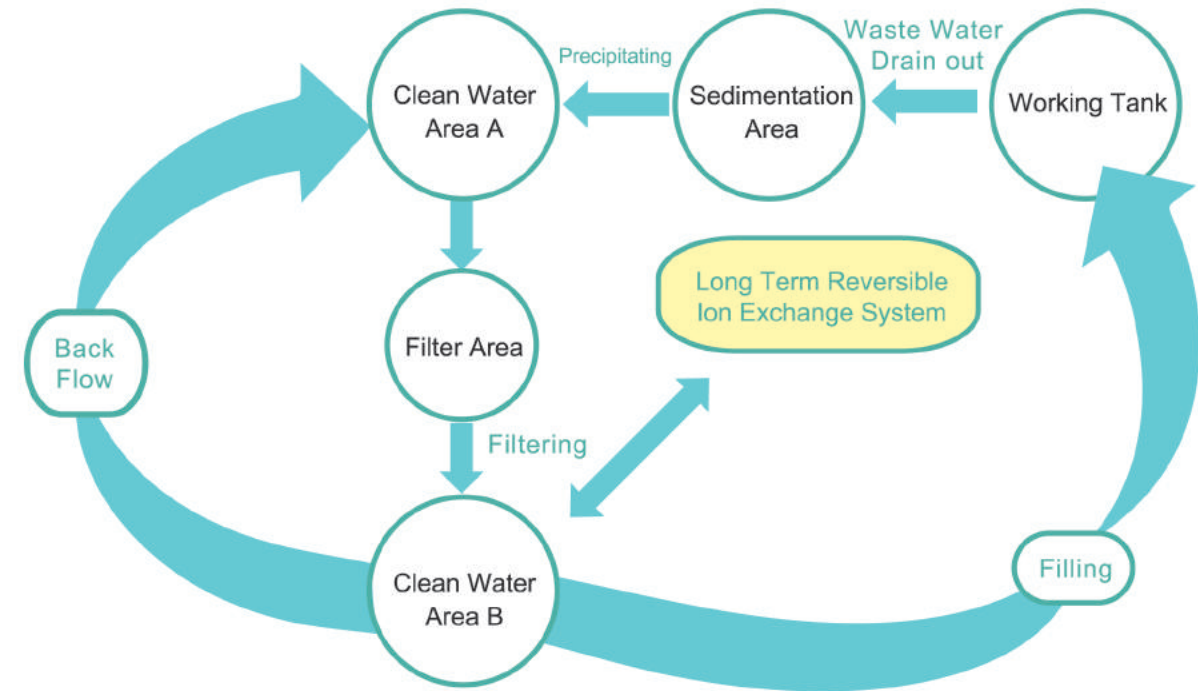 Clean Water
Area A
Precipitating
Sedimentation
Area
Waste Water
Drain out
Working Tank
Long Term Reversible
Ion Exchange System
Back
Flow
Filter Area
Filtering
Clean Water
Area B
Filling